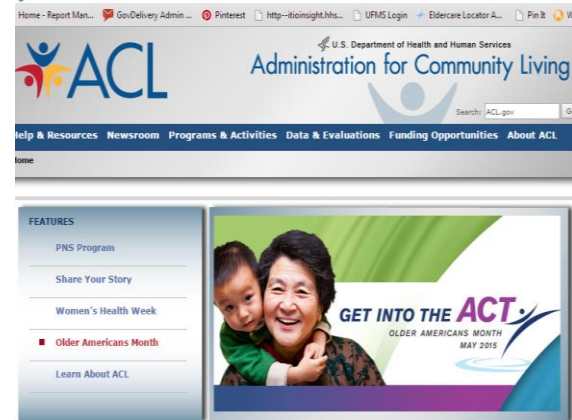 Home - Report Man... GovDelivery Admin ... Pinterest http--itioinsight.hhs... UFMS Login Eldercare Locator A... Pin It
ACL
U.S. Department of Health and Human Services
Administration for Community Living
Search: ACL.gov G
Help & Resources Newsroom Programs & Activities Data & Evaluations Funding Opportunities About ACL
Home
FEATURES
PNS Program
Share Your Story
Women's Health Week
Older Americans Month
Learn About ACL
GET INTO THE ACT
OLDER AMERICANS MONTH
MAY 2015